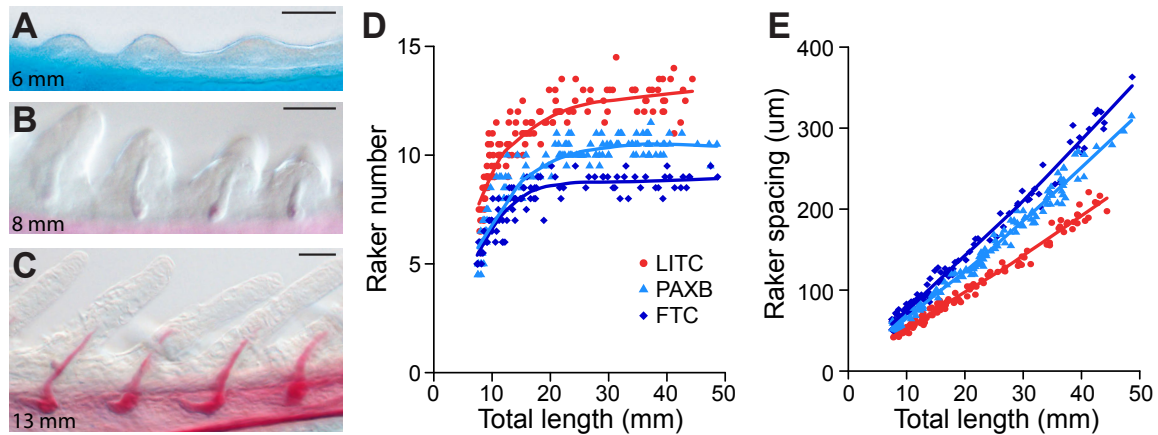 A
6 mm
B
8 mm
C
13 mm
D
Raker number
15
10
5
0
0 10 20 30 40 50
Total length (mm)
LITC
PAXB
FTC
E
Raker spacing (um)
400
300
200
100
0
0 10 20 30 40 50
Total length (mm)